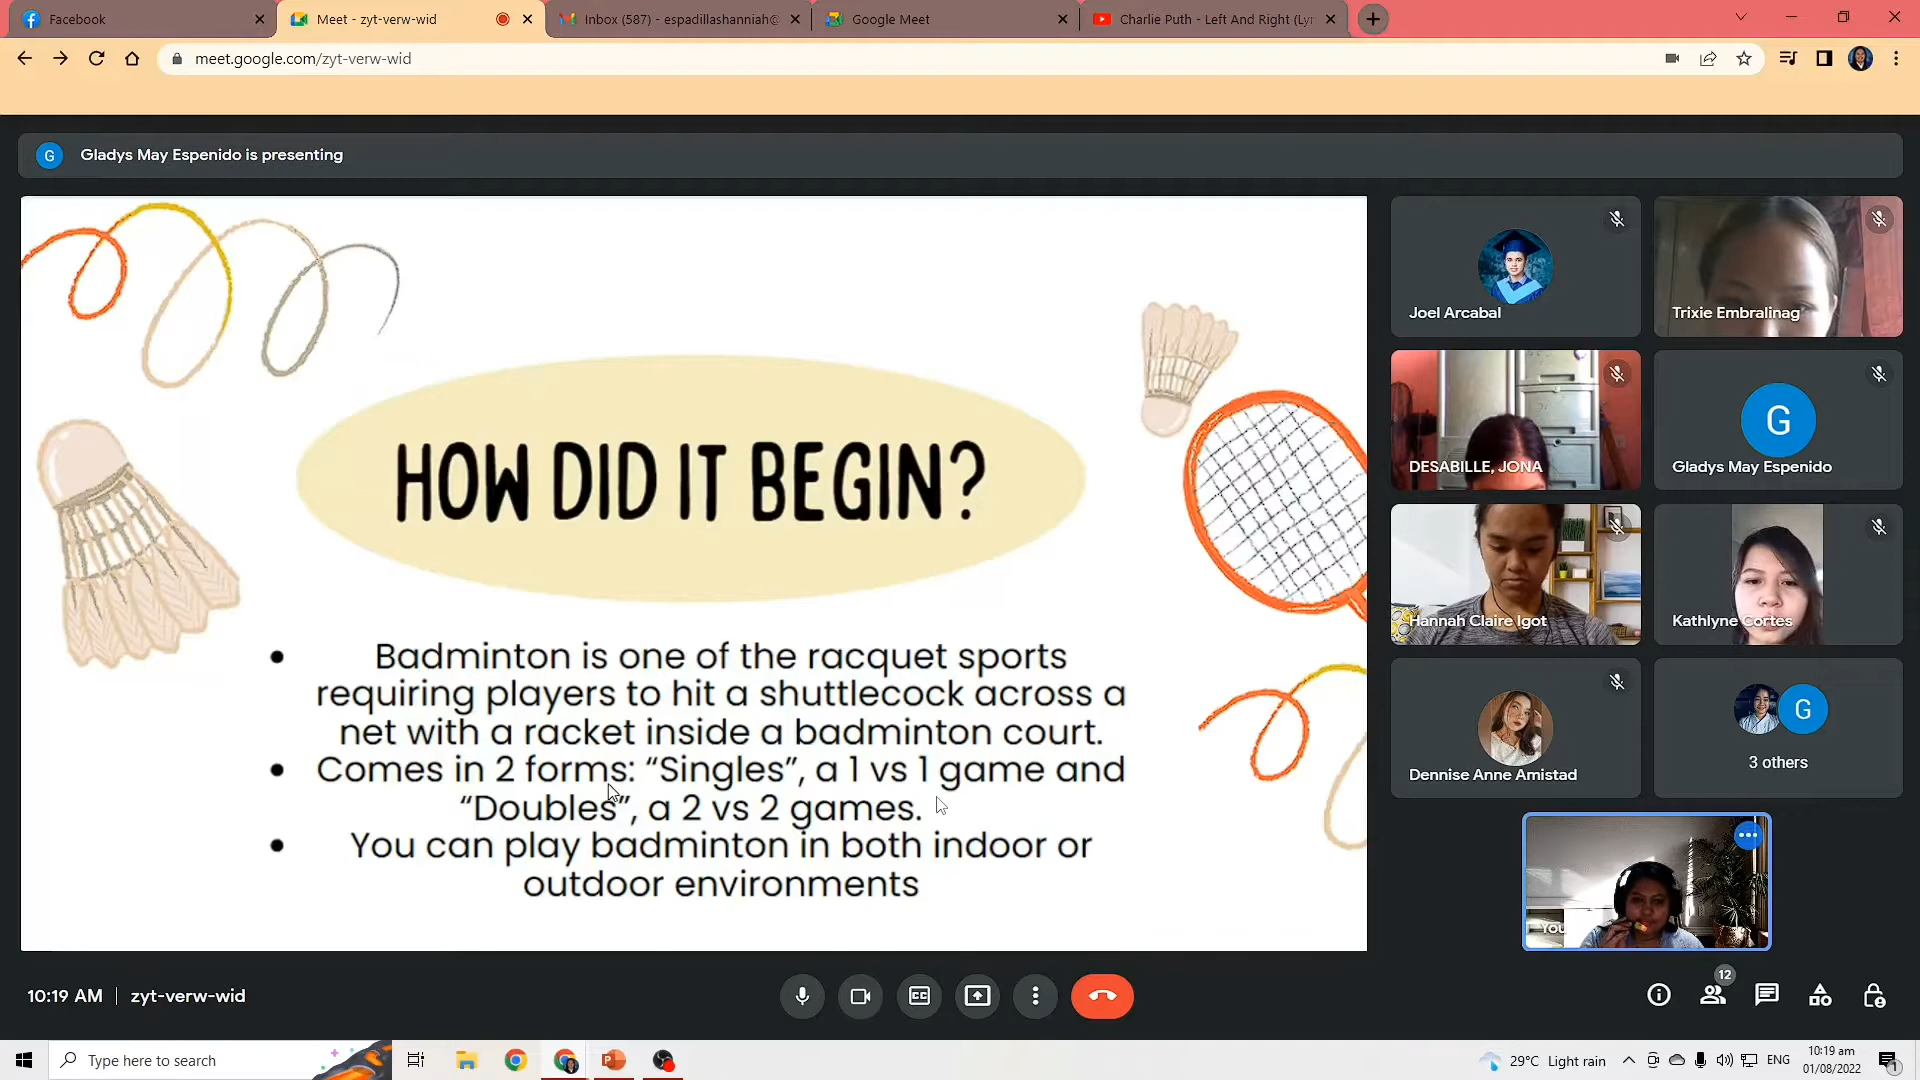 Facebook
Meet - zyt-verw-wid
Inbox (587) - espadillashanniah@
Google Meet
Charlie Puth - Left And Right (Lyr
meet.google.com/zyt-verw-wid
G
Gladys May Espenido is presenting
HOW DID IT BEGIN?
• Badminton is one of the racquet sports
requiring players to hit a shuttlecock across a
net with a racket inside a badminton court.
• Comes in 2 forms: “Singles”, a 1 vs 1 game and
“Doubles”, a 2 vs 2 games.
• You can play badminton in both indoor or
outdoor environments
Joel Arcabal
Trixie Embralinag
DESABILLE, JONA
G
Gladys May Espenido
Hannah Claire Igot
Kathlyne Cortes
Dennise Anne Amistad
G
3 others
You
10:19 AM | zyt-verw-wid
12
Type here to search
29°C Light rain
ENG
10:19 am
01/08/2022
1